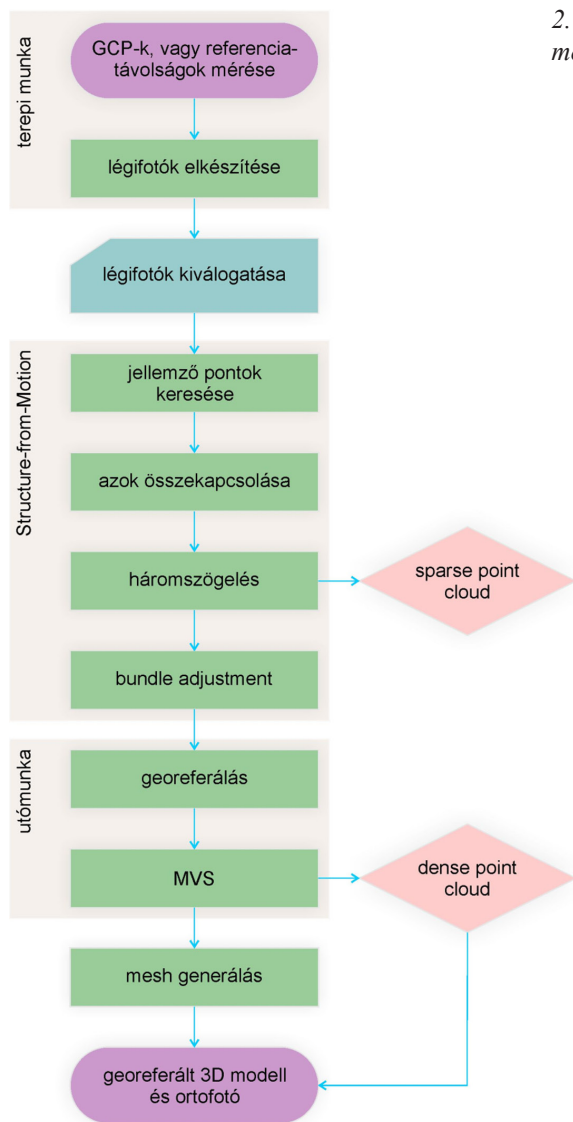 2.
GCP-k, vagy referencia-
távolságok mérése
terepi munka
légifotók elkészítése
légifotók kiválogatása
Structure-from-Motion
jellemző pontok
keresése
azok összekapcsolása
háromszögelés
sparse point
cloud
bundle adjustment
utómunka
georeferálás
MVS
dense point
cloud
mesh generálás
georeferált 3D modell
és ortofotó